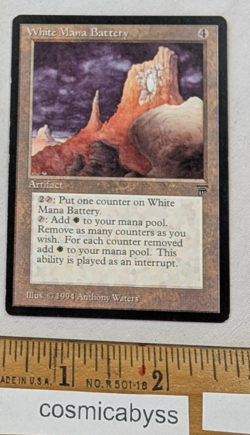 White Mana Battery 4
Artifact
2: Put one counter on White
Mana Battery.
: Add to your mana pool.
Remove as many counters as you
wish. For each counter removed
add to your mana pool. This
ability is played as an interrupt.
Illus. © 1994 Anthony Waters
MADE IN U.S.A. 1 NO. R 501-18 2
cosmicabyss